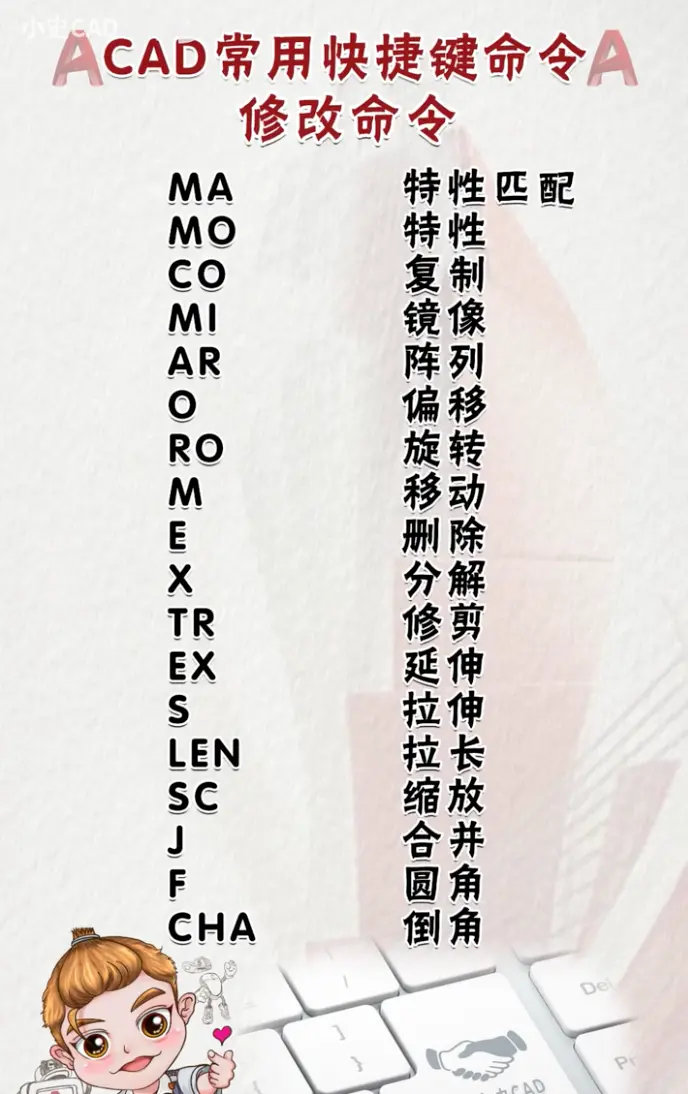 小史CAD
A CAD常用快捷键命令 A
修改命令
MA 特性匹配
MO 特性
CO 复制
MI 镜像
AR 阵列
O 偏移
RO 旋转
M 移动
E 删除
X 分解
TR 修剪
EX 延伸
S 拉伸
LEN 拉长
SC 缩放
J 合并
F 圆角
CHA 倒角